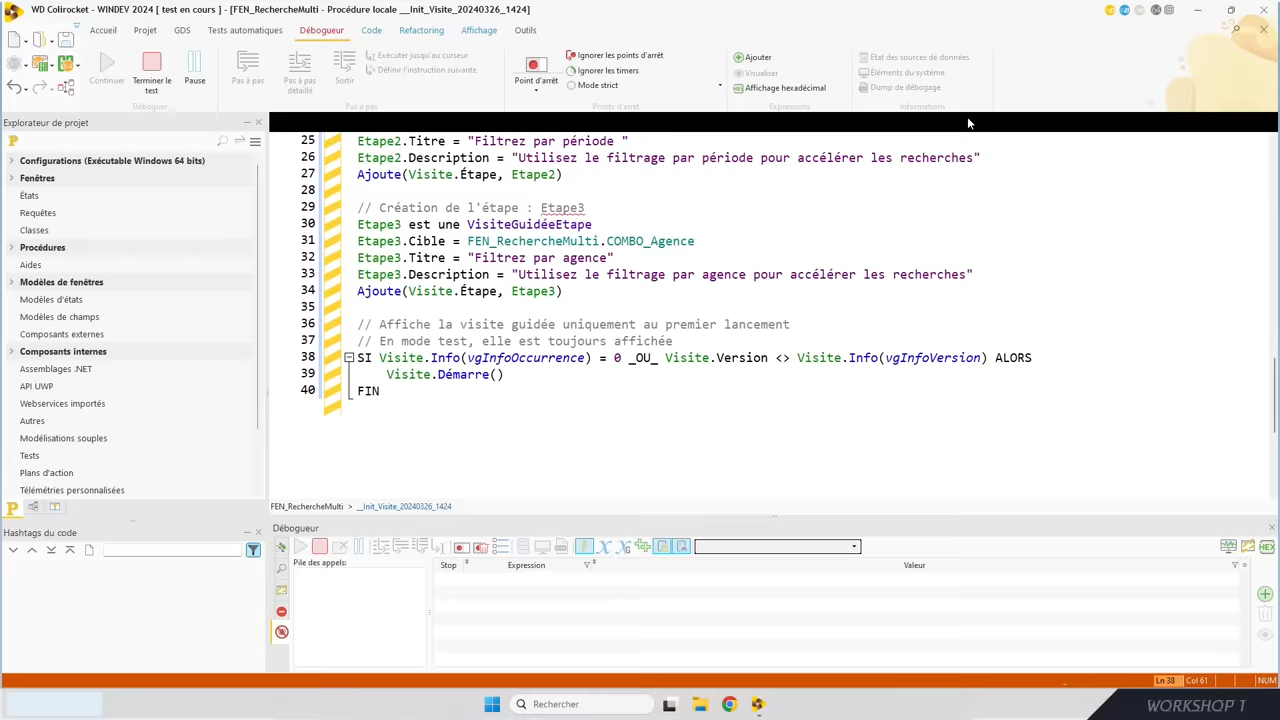 WD Colirocket - WINDEV 2024 [ test en cours ] - [FEN_RechercheMulti - Procédure locale __Init_Visite_20240326_1424]
Accueil Projet GDS Tests automatiques Débogueur Code Refactoring Affichage Outils
Continuer
Terminer le test
Pause
Pas à pas
Pas à pas détaillé
Sortir
Exécuter jusqu'au curseur
Définir l'instruction suivante
Point d'arrêt
Ignorer les points d'arrêt
Ignorer les timers
Mode strict
Ajouter
Visualiser
Affichage hexadécimal
Etat des sources de données
Eléments du système
Dump de débogage
Déboguer
Pas a pas
Points d'arrêt
Expressions
Informations
Explorateur de projet
Configurations (Exécutable Windows 64 bits)
Fenêtres
États
Requêtes
Classes
Procédures
Aides
Modèles de fenêtres
Modèles d'états
Modèles de champs
Composants externes
Composants internes
Assemblages .NET
API UWP
Webservices importés
Autres
Modélisations souples
Tests
Plans d'action
Télémétries personnalisées
25 Etape2.Titre = "Filtrez par période "
26 Etape2.Description = "Utilisez le filtrage par période pour accélérer les recherches"
27 Ajoute(Visite.Étape, Etape2)
28
29 // Création de l'étape : Etape3
30 Etape3 est une VisiteGuidéeEtape
31 Etape3.Cible = FEN_RechercheMulti.COMBO_Agence
32 Etape3.Titre = "Filtrez par agence"
33 Etape3.Description = "Utilisez le filtrage par agence pour accélérer les recherches"
34 Ajoute(Visite.Étape, Etape3)
35
36 // Affiche la visite guidée uniquement au premier lancement
37 // En mode test, elle est toujours affichée
38 SI Visite.Info(vgInfoOccurrence) = 0 _OU_ Visite.Version <> Visite.Info(vgInfoVersion) ALORS
39 Visite.Démarre()
40 FIN
FEN_RechercheMulti > __Init_Visite_20240326_1424
Hashtags du code
Débogueur
Pile des appels:
Stop Expression Valeur
Ln 38 Col 61 NUM
Rechercher
WORKSHOP 1